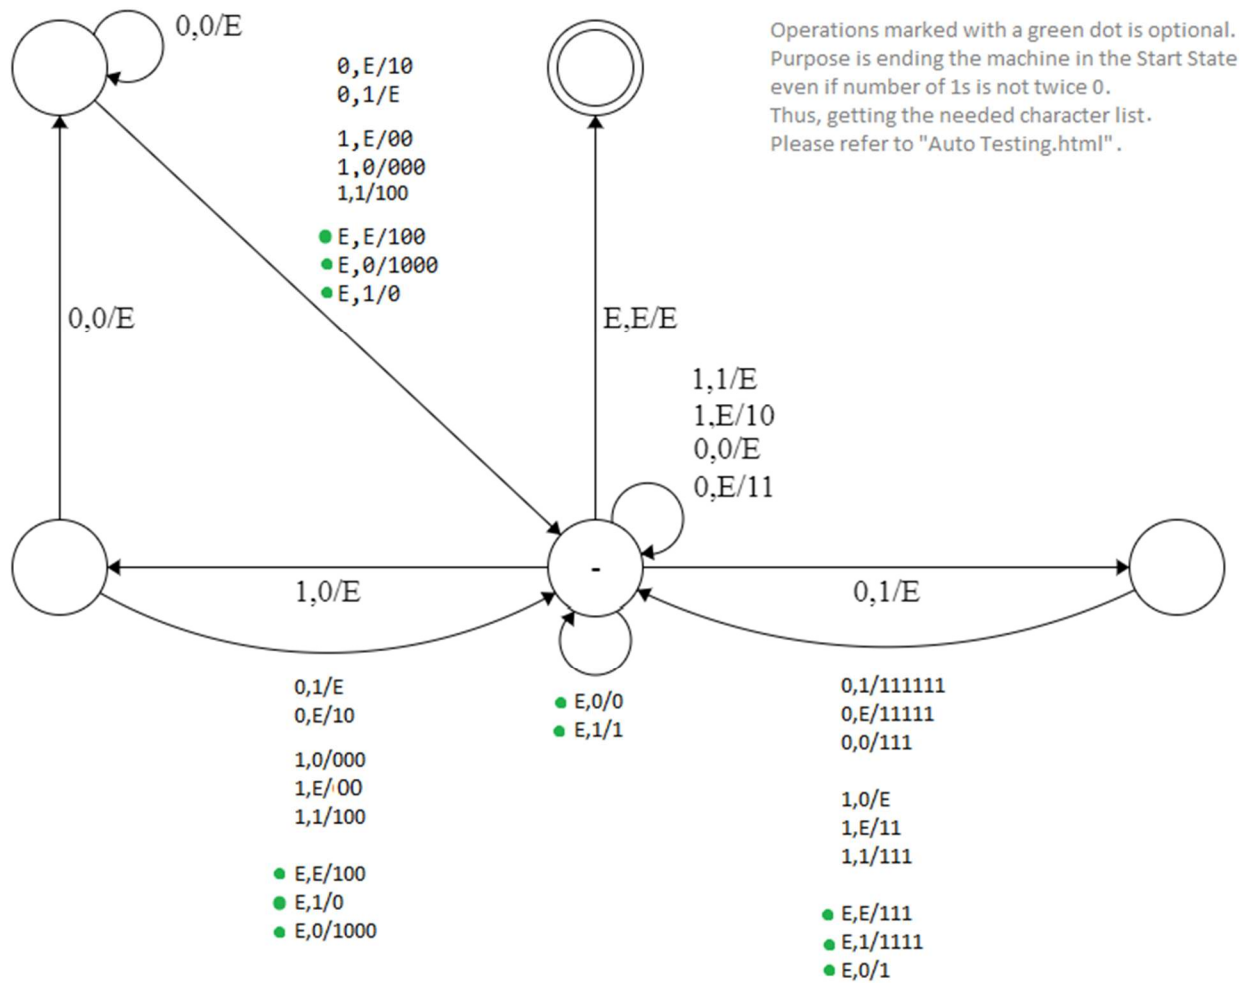 0,0/E
Operations marked with a green dot is optional.
Purpose is ending the machine in the Start State
even if number of 1s is not twice 0.
Thus, getting the needed character list.
Please refer to "Auto Testing.html".
0,E/10
0,1/E
1,E/00
1,0/000
1,1/100
E,E/100
E,0/1000
E,1/0
0,0/E
E,E/E
1,1/E
1,E/10
0,0/E
0,E/11
-
1,0/E
0,1/E
0,1/E
0,E/10
1,0/000
1,E/00
1,1/100
E,E/100
E,1/0
E,0/1000
E,0/0
E,1/1
0,1/111111
0,E/11111
0,0/111
1,0/E
1,E/11
1,1/111
E,E/111
E,1/1111
E,0/1